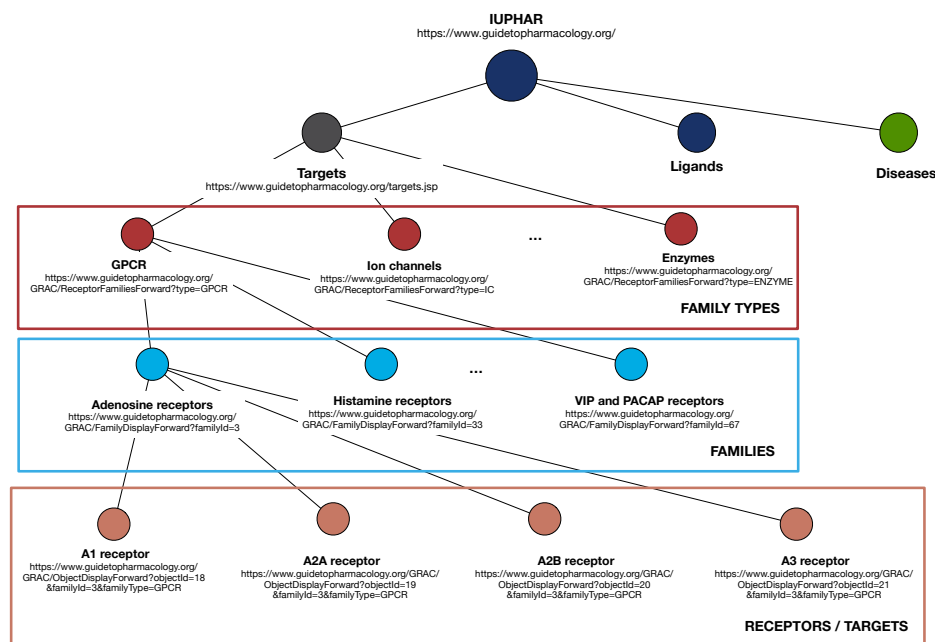 IUPHAR
https://www.guidetopharmacology.org/
Targets
https://www.guidetopharmacology.org/targets.jsp
Ligands
Diseases
GPCR
https://www.guidetopharmacology.org/
GRAC/ReceptorFamiliesForward?type=GPCR
Ion channels
https://www.guidetopharmacology.org/
GRAC/ReceptorFamiliesForward?type=IC
...
Enzymes
https://www.guidetopharmacology.org/
GRAC/ReceptorFamiliesForward?type=ENZYME
FAMILY TYPES
Adenosine receptors
https://www.guidetopharmacology.org/
GRAC/FamilyDisplayForward?familyId=3
Histamine receptors
https://www.guidetopharmacology.org/
GRAC/FamilyDisplayForward?familyId=33
...
VIP and PACAP receptors
https://www.guidetopharmacology.org/
GRAC/FamilyDisplayForward?familyId=67
FAMILIES
A1 receptor
https://www.guidetopharmacology.org/
GRAC/ObjectDisplayForward?objectId=18
&familyId=3&familyType=GPCR
A2A receptor
https://www.guidetopharmacology.org/GRAC/
ObjectDisplayForward?objectId=19
&familyId=3&familyType=GPCR
A2B receptor
https://www.guidetopharmacology.org/GRAC/
ObjectDisplayForward?objectId=20
&familyId=3&familyType=GPCR
A3 receptor
https://www.guidetopharmacology.org/GRAC/
ObjectDisplayForward?objectId=21
&familyId=3&familyType=GPCR
RECEPTORS / TARGETS